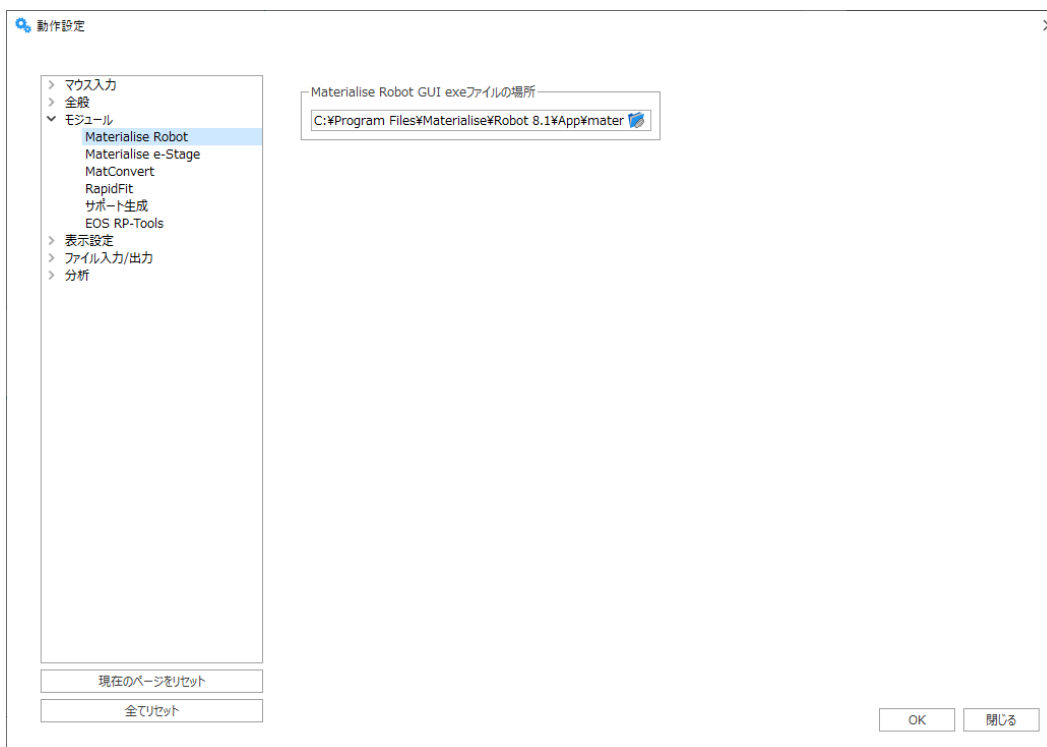 動作設定
マウス入力
全般
モジュール
Materialise Robot
Materialise e-Stage
MatConvert
RapidFit
サポート生成
EOS RP-Tools
表示設定
ファイル入力/出力
分析
Materialise Robot GUI exeファイルの場所
C:¥Program Files¥Materialise¥Robot 8.1¥App¥mater
現在のページをリセット
全てリセット
OK
閉じる